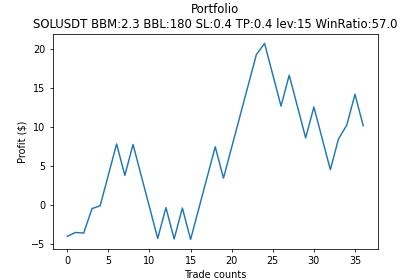 Portfolio
SOLUSDT BBM:2.3 BBL:180 SL:0.4 TP:0.4 lev:15 WinRatio:57.0
20
15
10
5
0
−5
Profit ($)
0 5 10 15 20 25 30 35
Trade counts